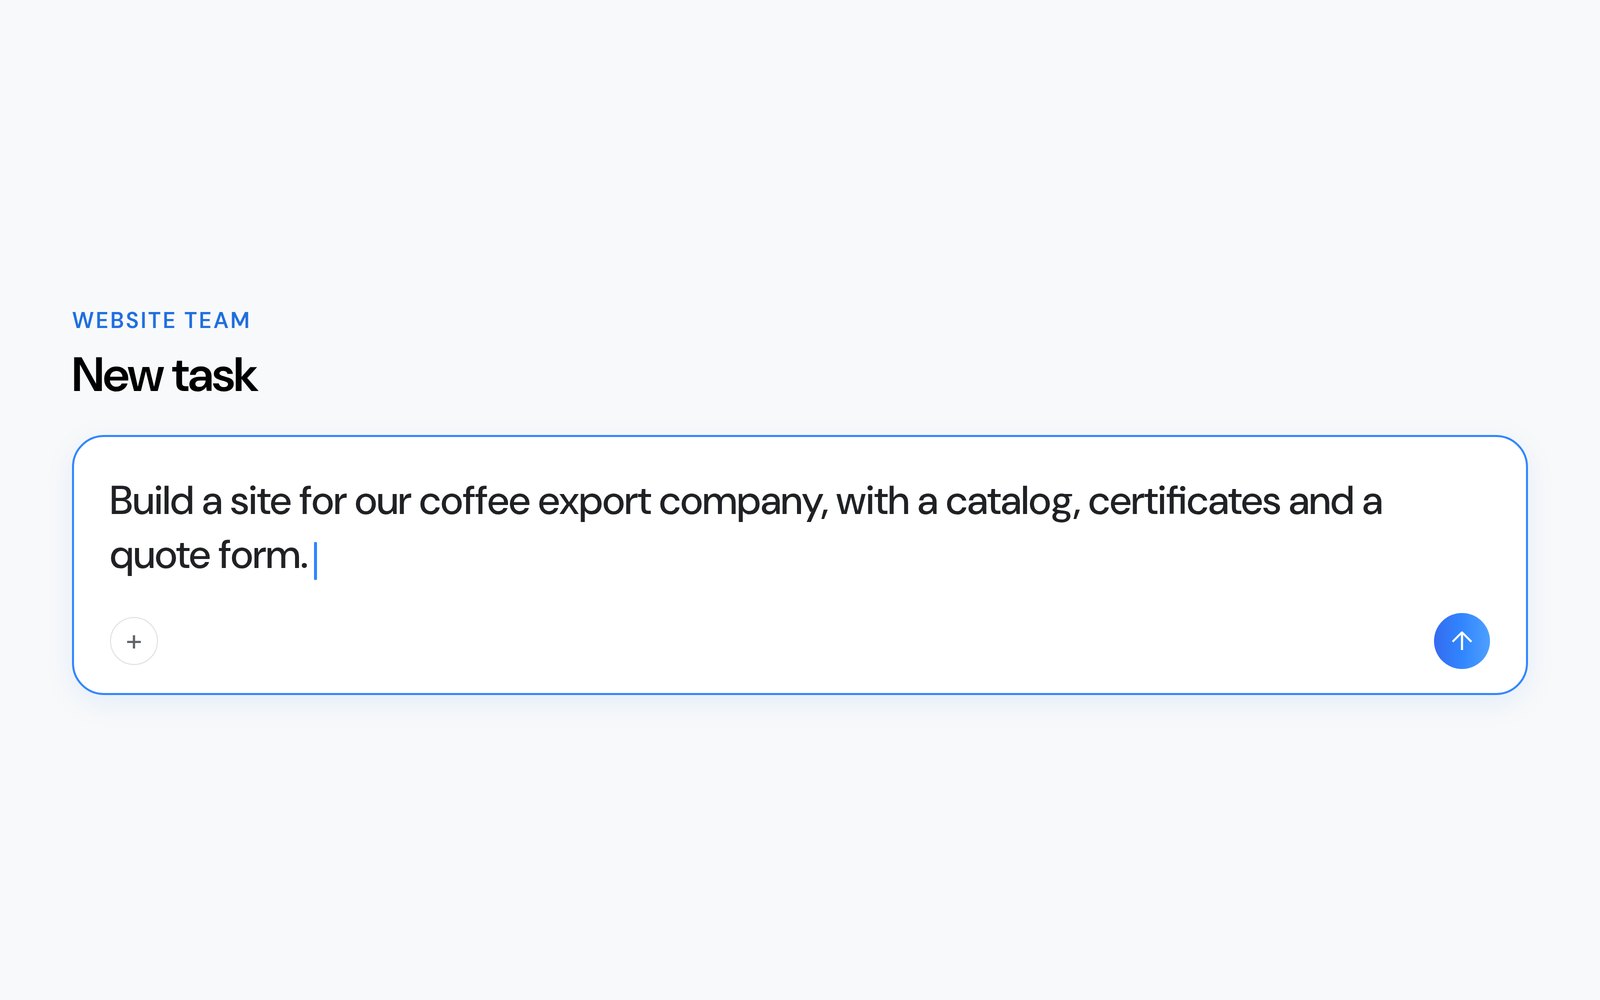 WEBSITE TEAM
New task
Build a site for our coffee export company, with a catalog, certificates and a
quote form.